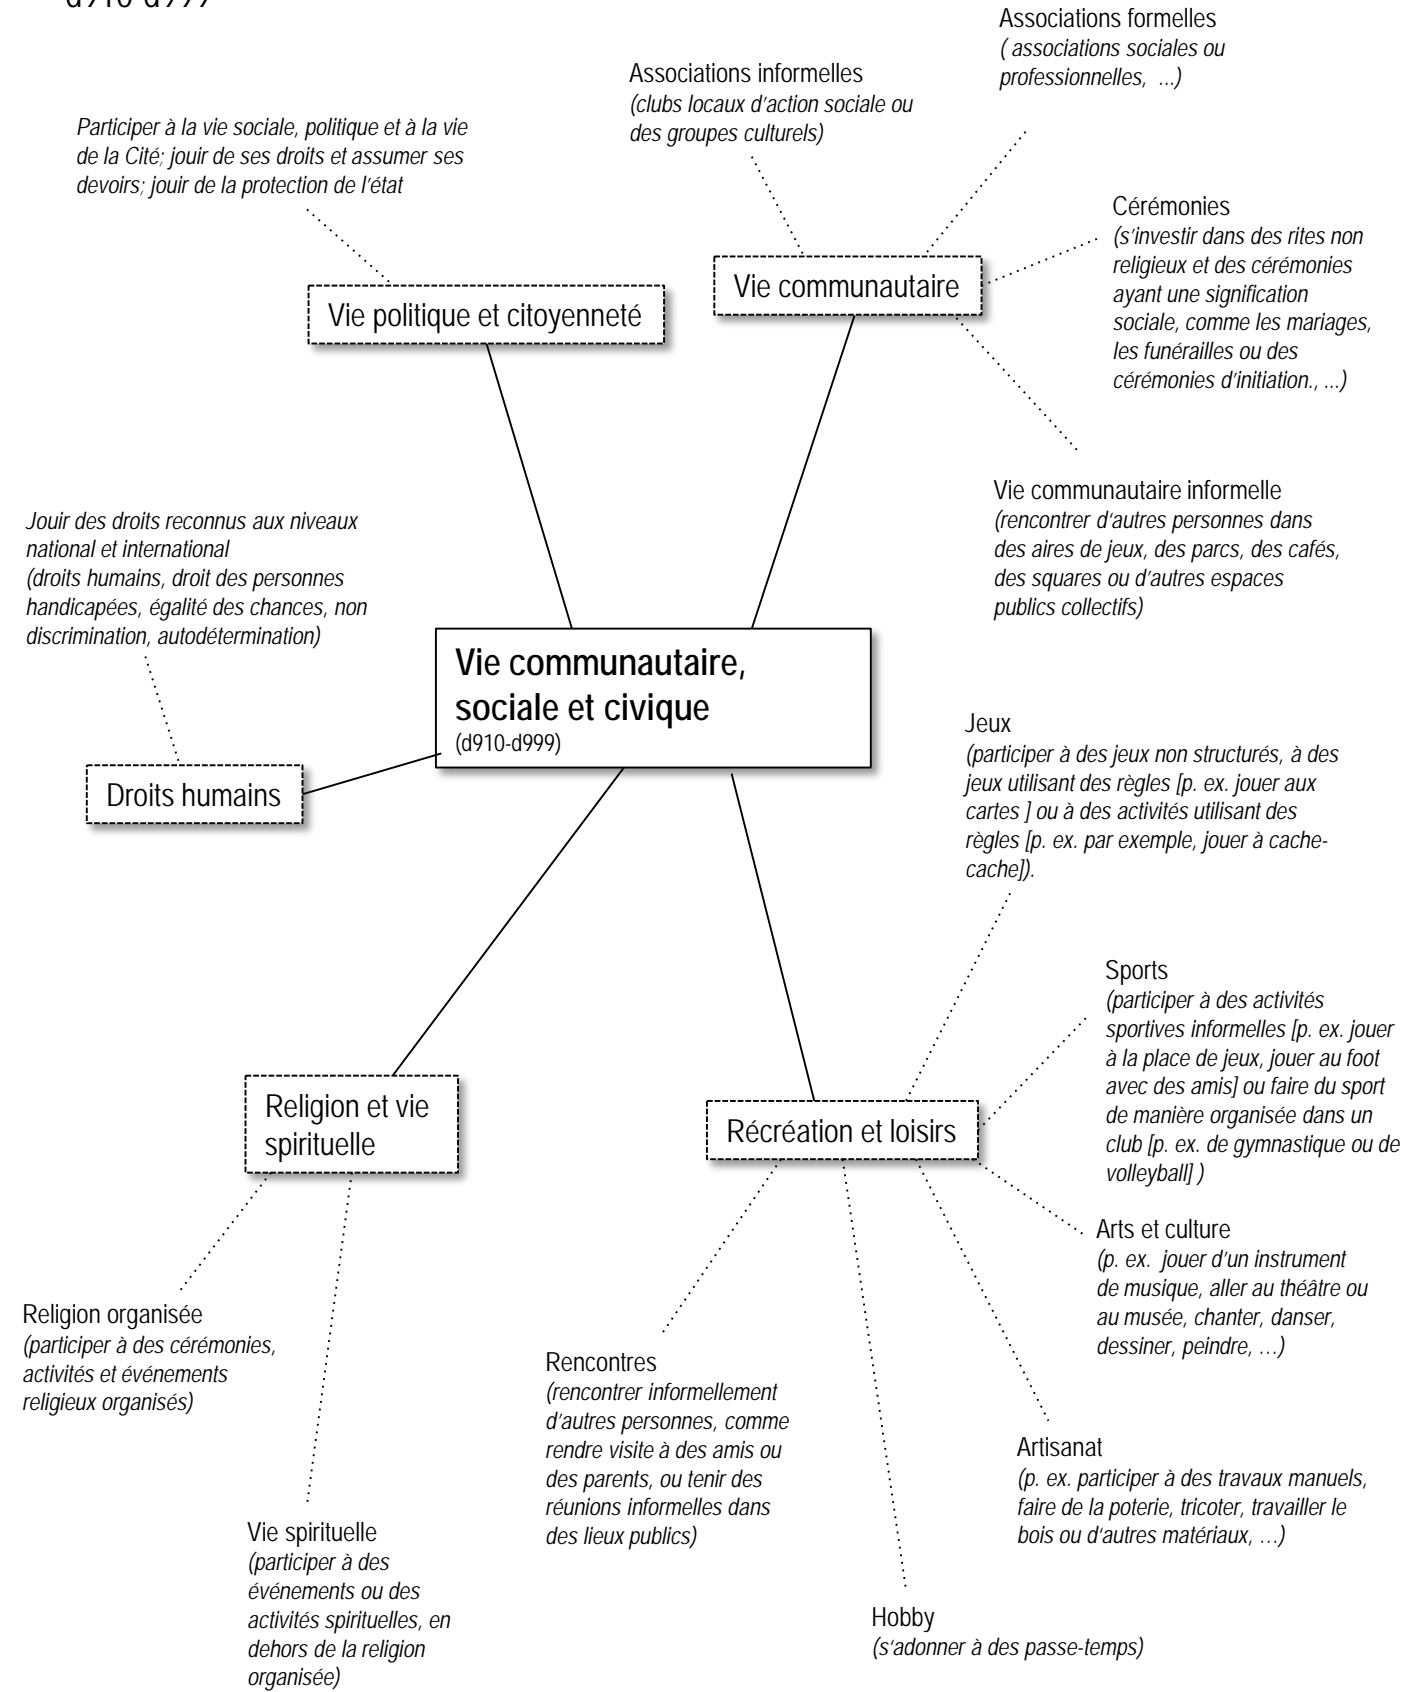 d910-d999
Associations formelles
( associations sociales ou
professionnelles, ...)
Associations informelles
(clubs locaux d'action sociale ou
des groupes culturels)
Participer à la vie sociale, politique et à la vie
de la Cité; jouir de ses droits et assumer ses
devoirs; jouir de la protection de l'état
Cérémonies
(s'investir dans des rites non
religieux et des cérémonies
ayant une signification
sociale, comme les mariages,
les funérailles ou des
cérémonies d'initiation., ...)
Vie communautaire
Vie politique et citoyenneté
Vie communautaire informelle
(rencontrer d'autres personnes dans
des aires de jeux, des parcs, des cafés,
des squares ou d'autres espaces
publics collectifs)
Jouir des droits reconnus aux niveaux
national et international
(droits humains, droit des personnes
handicapées, égalité des chances, non
discrimination, autodétermination)
Vie communautaire,
sociale et civique
(d910-d999)
Droits humains
Jeux
(participer à des jeux non structurés, à des
jeux utilisant des règles [p. ex. jouer aux
cartes ] ou à des activités utilisant des
règles [p. ex. par exemple, jouer à cache-
cache]).
Sports
(participer à des activités
sportives informelles [p. ex. jouer
à la place de jeux, jouer au foot
avec des amis] ou faire du sport
de manière organisée dans un
club [p. ex. de gymnastique ou de
volleyball] )
Religion et vie
spirituelle
Récréation et loisirs
Arts et culture
(p. ex. jouer d'un instrument
de musique, aller au théâtre ou
au musée, chanter, danser,
dessiner, peindre, ...)
Religion organisée
(participer à des cérémonies,
activités et événements
religieux organisés)
Rencontres
(rencontrer informellement
d'autres personnes, comme
rendre visite à des amis ou
des parents, ou tenir des
réunions informelles dans
des lieux publics)
Artisanat
(p. ex. participer à des travaux manuels,
faire de la poterie, tricoter, travailler le
bois ou d'autres matériaux, ...)
Vie spirituelle
(participer à des
événements ou des
activités spirituelles, en
dehors de la religion
organisée)
Hobby
(s'adonner à des passe-temps)